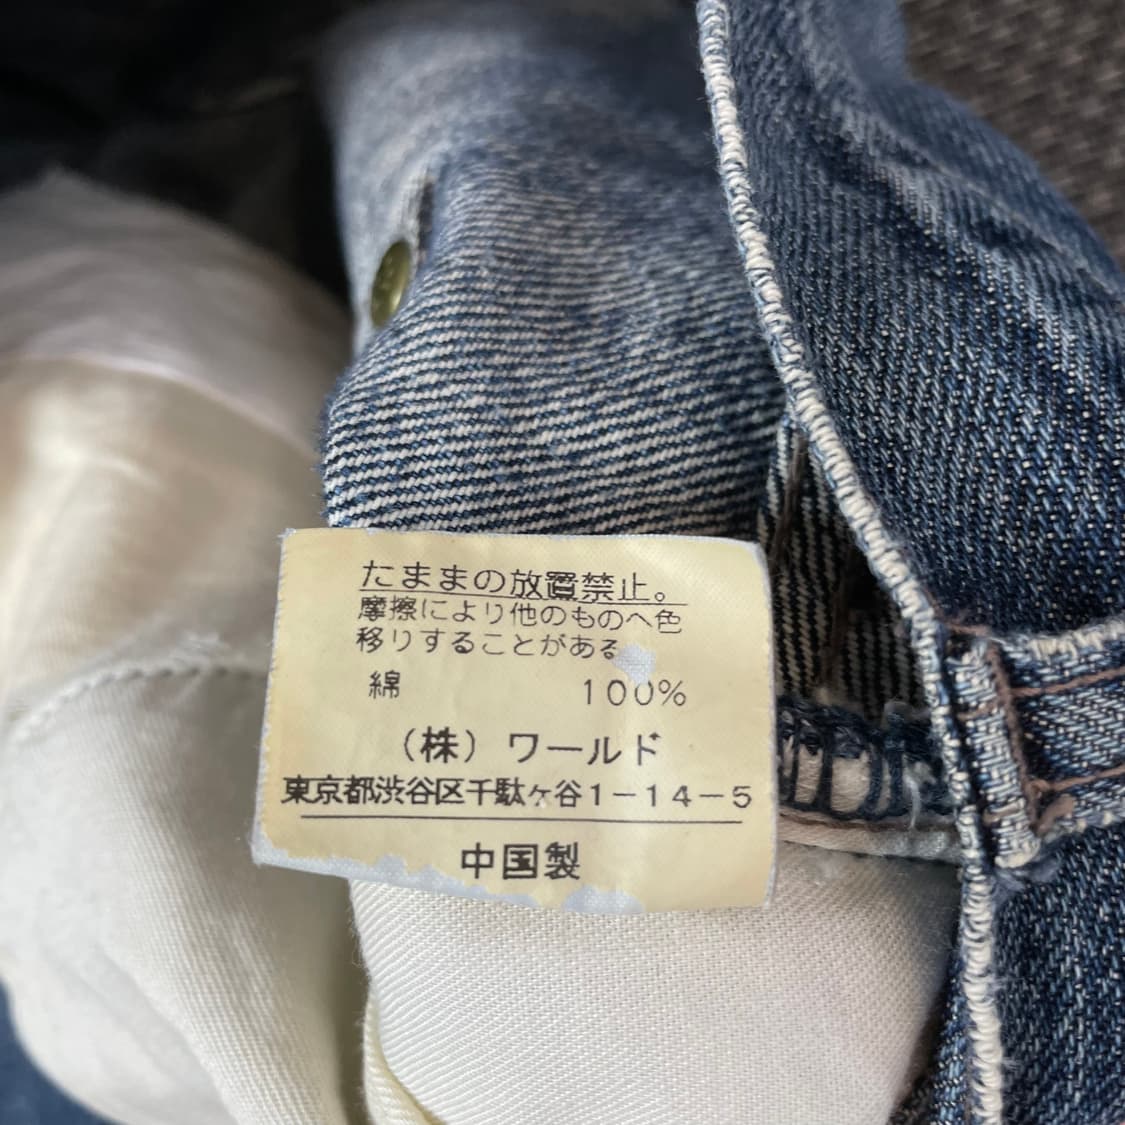 たままの放置禁止。
摩擦により他のものへ色
移りすることがある
綿 100%
（株）ワールド
東京都渋谷区千駄ヶ谷1-14-5
中国製